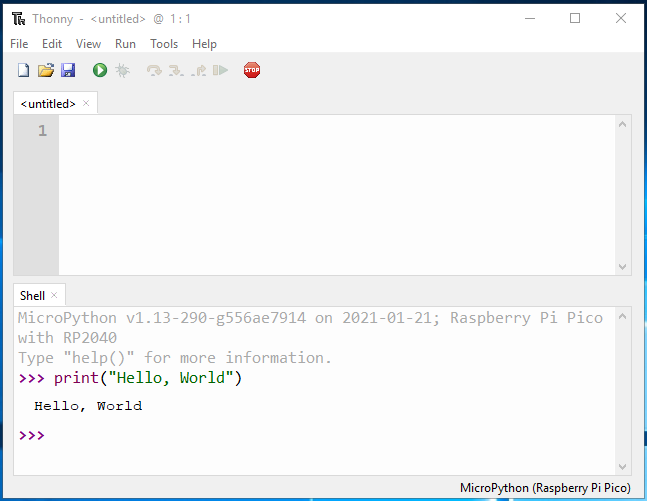 Thonny - <untitled> @ 1:1
File Edit View Run Tools Help
STOP
<untitled> ×
1
Shell ×
MicroPython v1.13-290-g556ae7914 on 2021-01-21; Raspberry Pi Pico
with RP2040
Type "help()" for more information.
>>> print("Hello, World")
Hello, World
>>>
MicroPython (Raspberry Pi Pico)